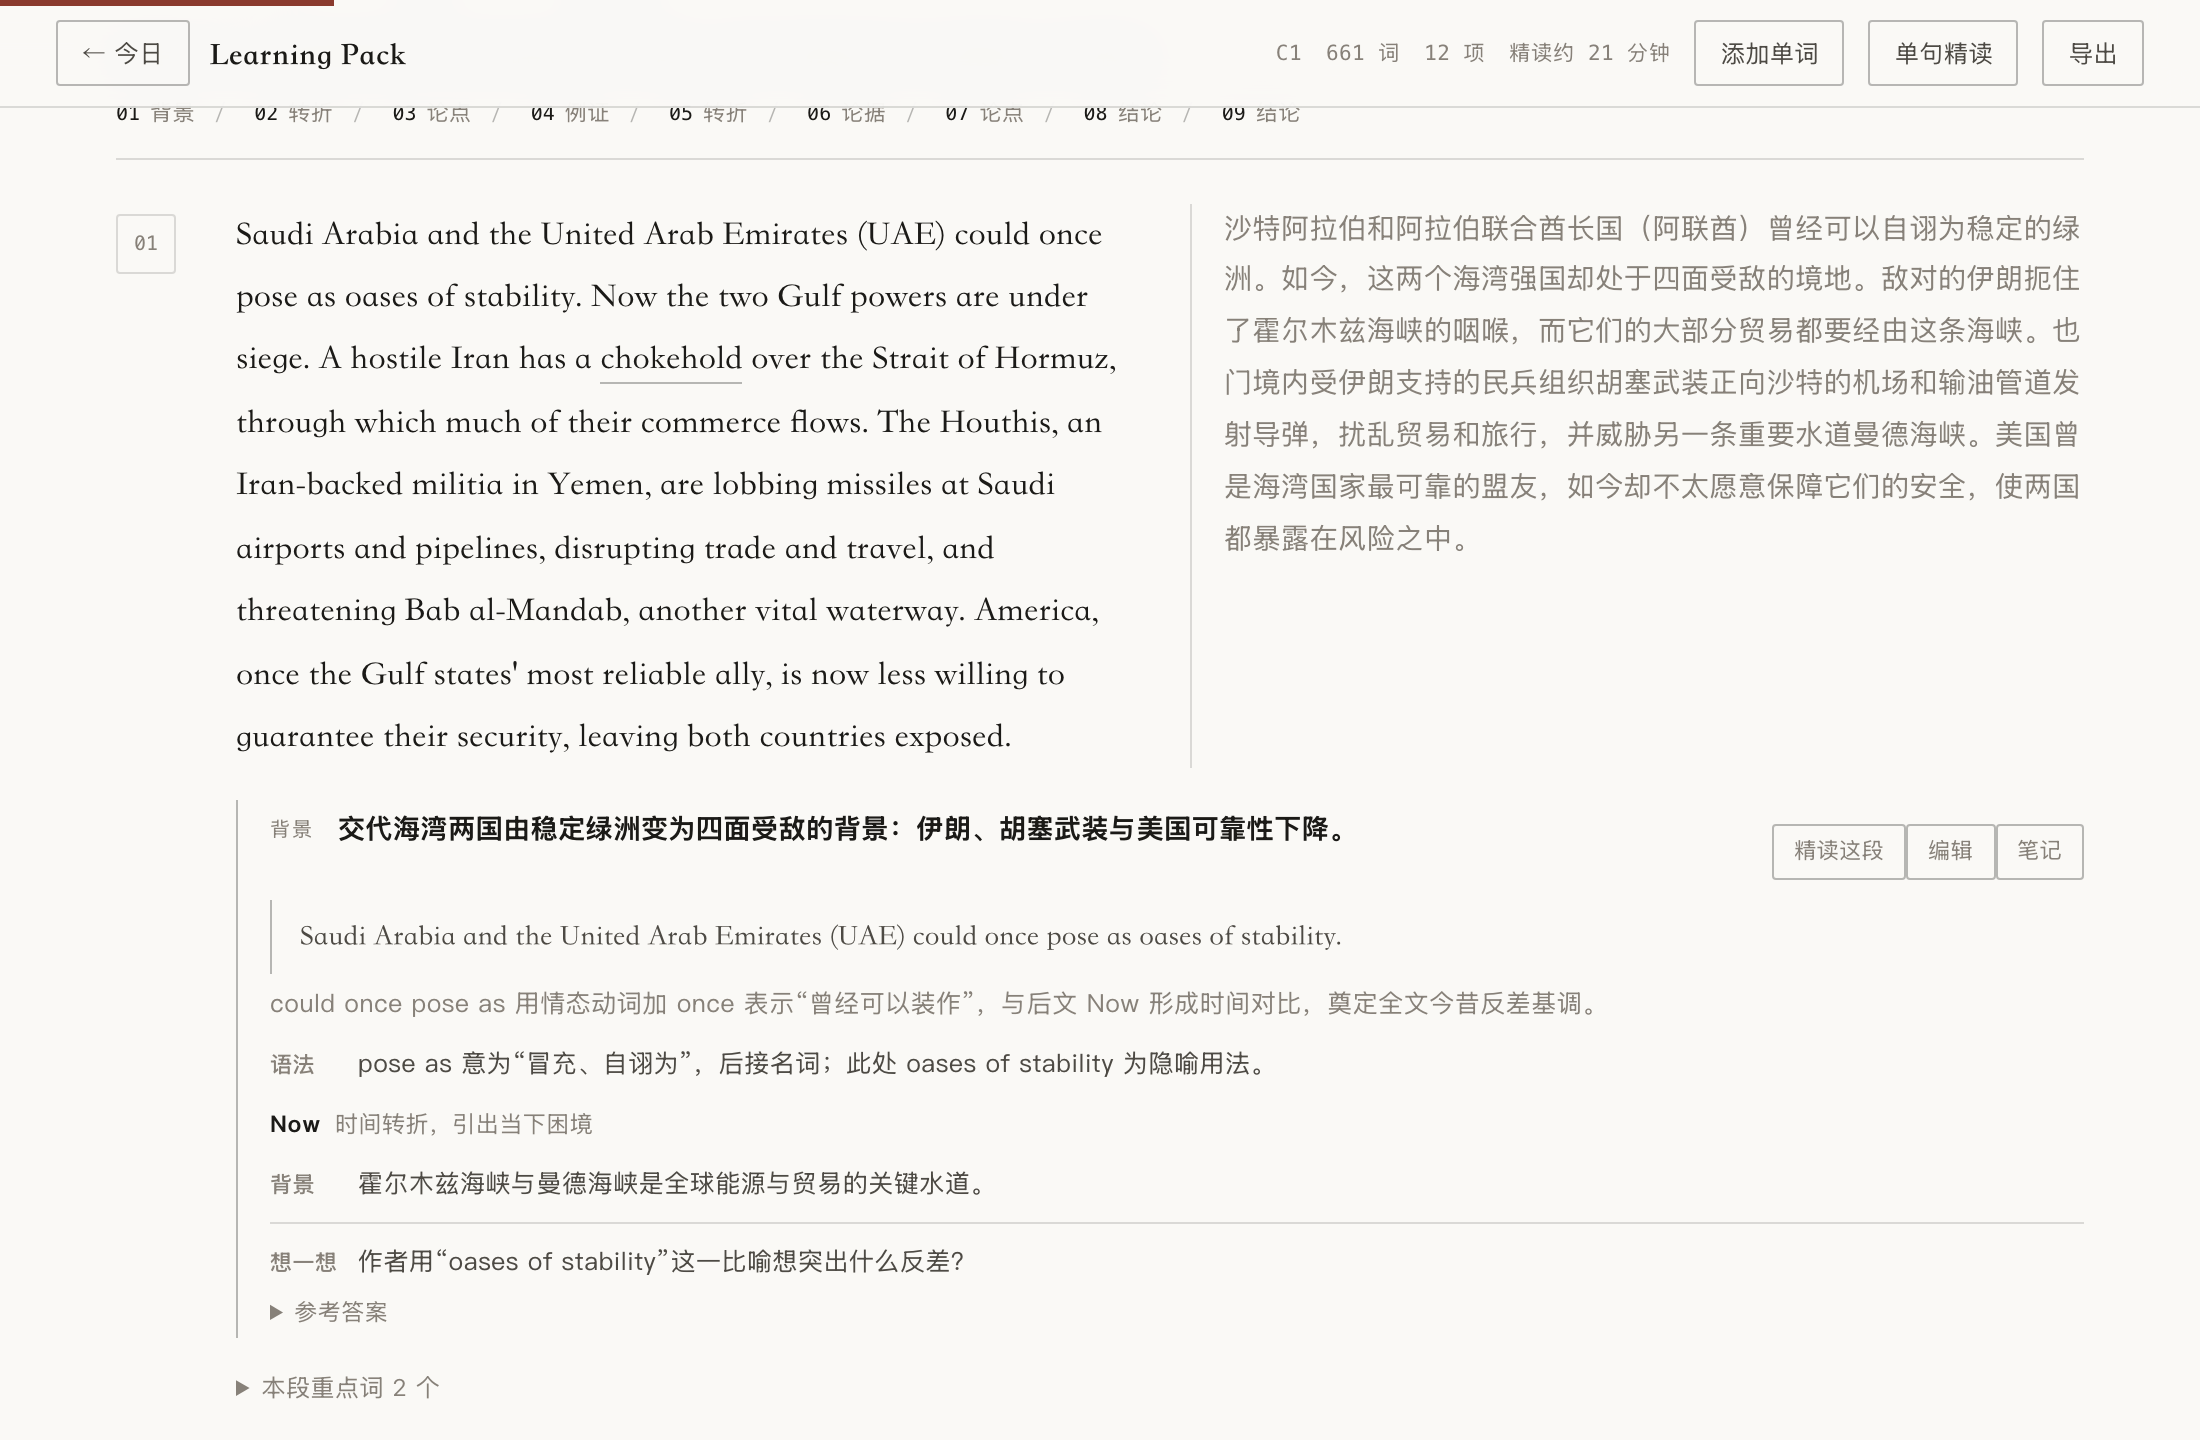 ← 今日
Learning Pack
C1 661 词 12 项 精读约 21 分钟
添加单词
单句精读
导出
01 背景 / 02 转折 / 03 论点 / 04 例证 / 05 转折 / 06 论据 / 07 论点 / 08 结论 / 09 结论
01
Saudi Arabia and the United Arab Emirates (UAE) could once
pose as oases of stability. Now the two Gulf powers are under
siege. A hostile Iran has a chokehold over the Strait of Hormuz,
through which much of their commerce flows. The Houthis, an
Iran-backed militia in Yemen, are lobbing missiles at Saudi
airports and pipelines, disrupting trade and travel, and
threatening Bab al-Mandab, another vital waterway. America,
once the Gulf states' most reliable ally, is now less willing to
guarantee their security, leaving both countries exposed.
沙特阿拉伯和阿拉伯联合酋长国（阿联酋）曾经可以自诩为稳定的绿
洲。如今，这两个海湾强国却处于四面受敌的境地。敌对的伊朗扼住
了霍尔木兹海峡的咽喉，而它们的大部分贸易都要经由这条海峡。也
门境内受伊朗支持的民兵组织胡塞武装正向沙特的机场和输油管道发
射导弹，扰乱贸易和旅行，并威胁另一条重要水道曼德海峡。美国曾
是海湾国家最可靠的盟友，如今却不太愿意保障它们的安全，使两国
都暴露在风险之中。
背景 交代海湾两国由稳定绿洲变为四面受敌的背景：伊朗、胡塞武装与美国可靠性下降。
精读这段
编辑
笔记
Saudi Arabia and the United Arab Emirates (UAE) could once pose as oases of stability.
could once pose as 用情态动词加 once 表示“曾经可以装作”，与后文 Now 形成时间对比，奠定全文今昔反差基调。
语法 pose as 意为“冒充、自诩为”，后接名词；此处 oases of stability 为隐喻用法。
Now 时间转折，引出当下困境
背景 霍尔木兹海峡与曼德海峡是全球能源与贸易的关键水道。
想一想 作者用“oases of stability”这一比喻想突出什么反差？
▶ 参考答案
▶ 本段重点词 2 个